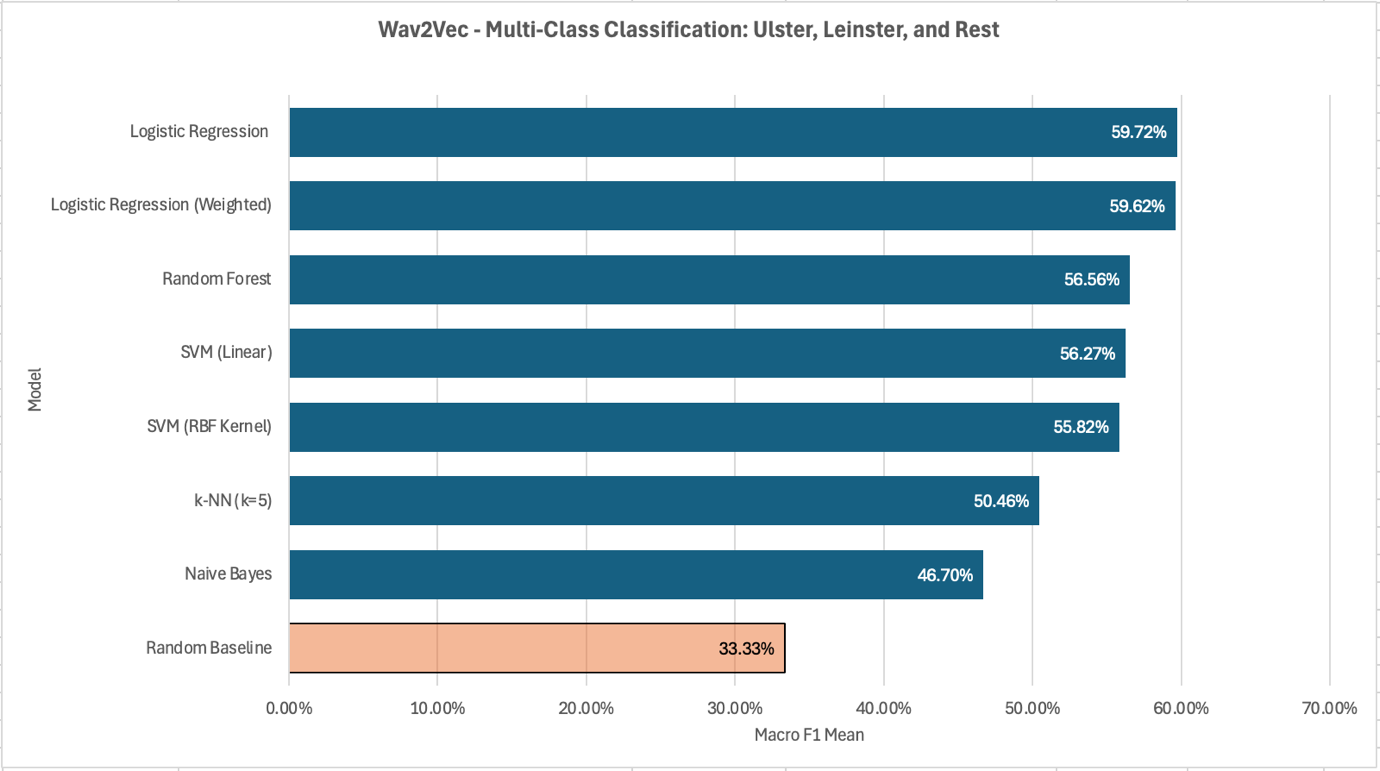 Wav2Vec - Multi-Class Classification: Ulster, Leinster, and Rest
Logistic Regression
59.72%
Logistic Regression (Weighted)
59.62%
Random Forest
56.56%
SVM (Linear)
56.27%
Model
SVM (RBF Kernel)
55.82%
k-NN (k=5)
50.46%
Naive Bayes
46.70%
Random Baseline
33.33%
0.00% 10.00% 20.00% 30.00% 40.00% 50.00% 60.00% 70.00%
Macro F1 Mean